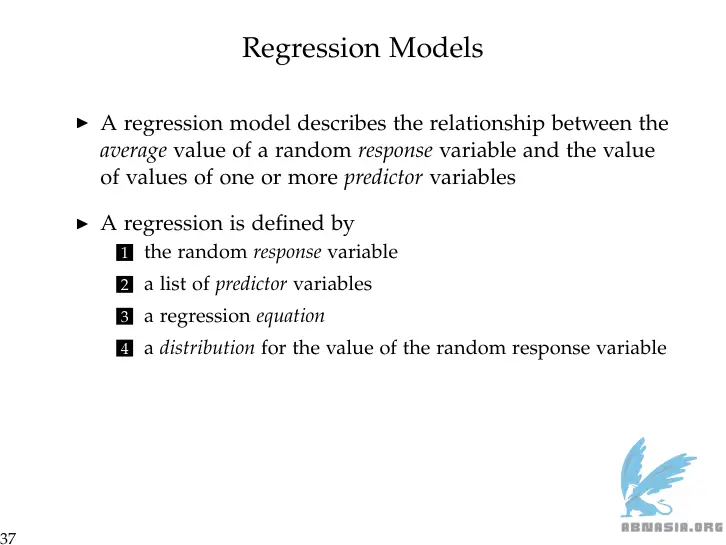 Regression Models
▶ A regression model describes the relationship between the
average value of a random response variable and the value
of values of one or more predictor variables
▶ A regression is defined by
1 the random response variable
2 a list of predictor variables
3 a regression equation
4 a distribution for the value of the random response variable
ABNASIA.ORG
37